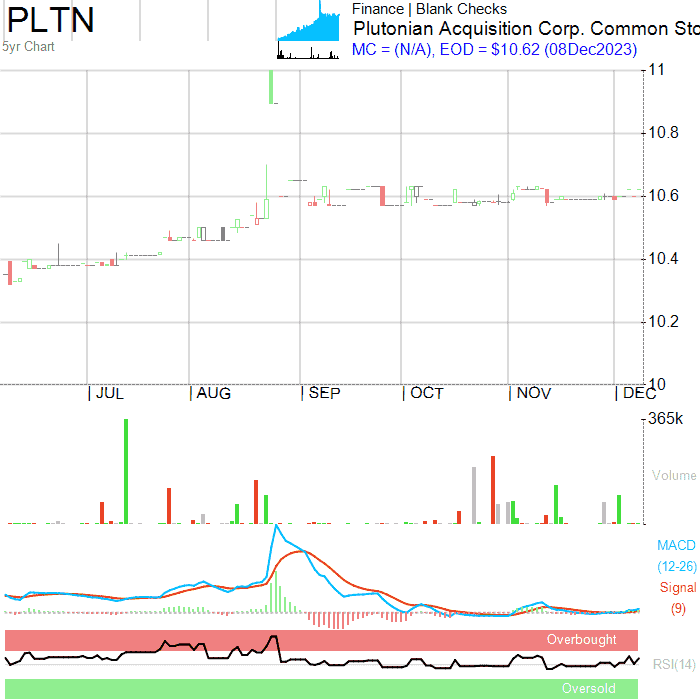 PLTN
5yr Chart
Finance | Blank Checks
Plutonian Acquisition Corp. Common Sto
MC = (N/A), EOD = $10.62 (08Dec2023)
11
10.8
10.6
10.4
10.2
10
JUL AUG SEP OCT NOV DEC
365k
Volume
MACD
(12-26)
Signal
(9)
Overbought
RSI(14)
Oversold